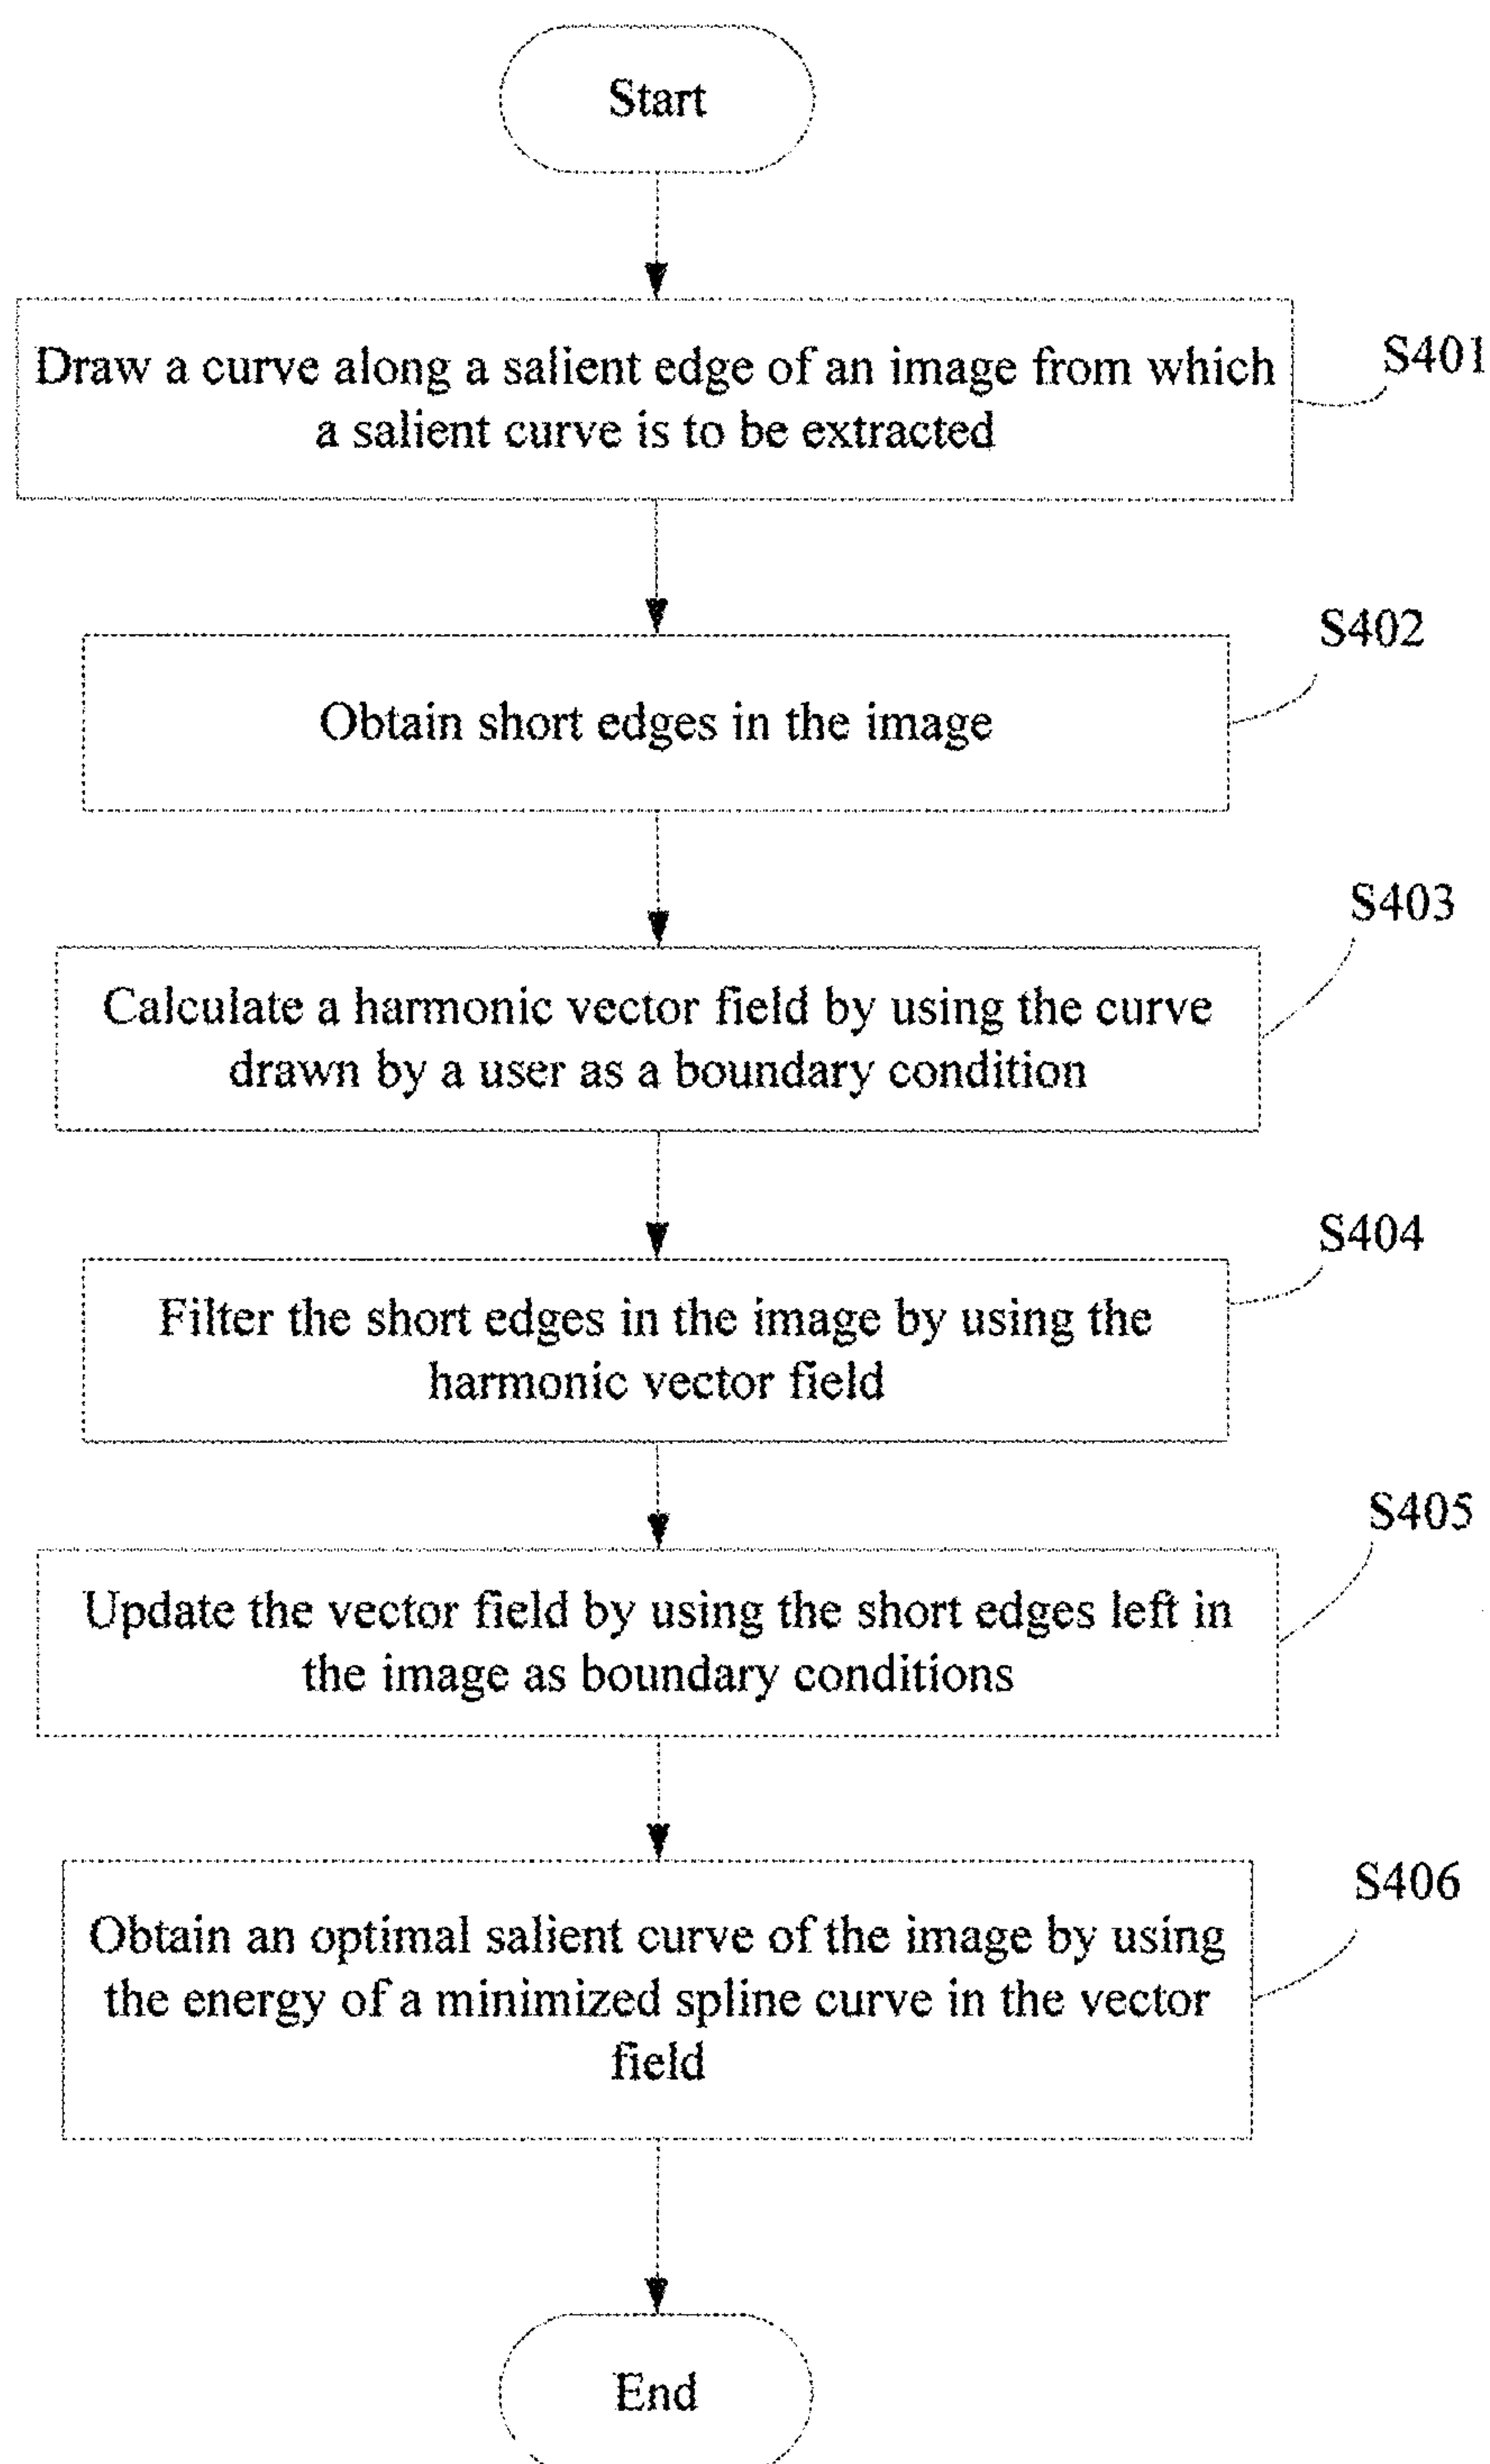 Start
Draw a curve along a salient edge of an image from which
a salient curve is to be extracted
S401
Obtain short edges in the image
S402
Calculate a harmonic vector field by using the curve
drawn by a user as a boundary condition
S403
Filter the short edges in the image by using the
harmonic vector field
S404
Update the vector field by using the short edges left in
the image as boundary conditions
S405
Obtain an optimal salient curve of the image by using
the energy of a minimized spline curve in the vector
field
S406
End